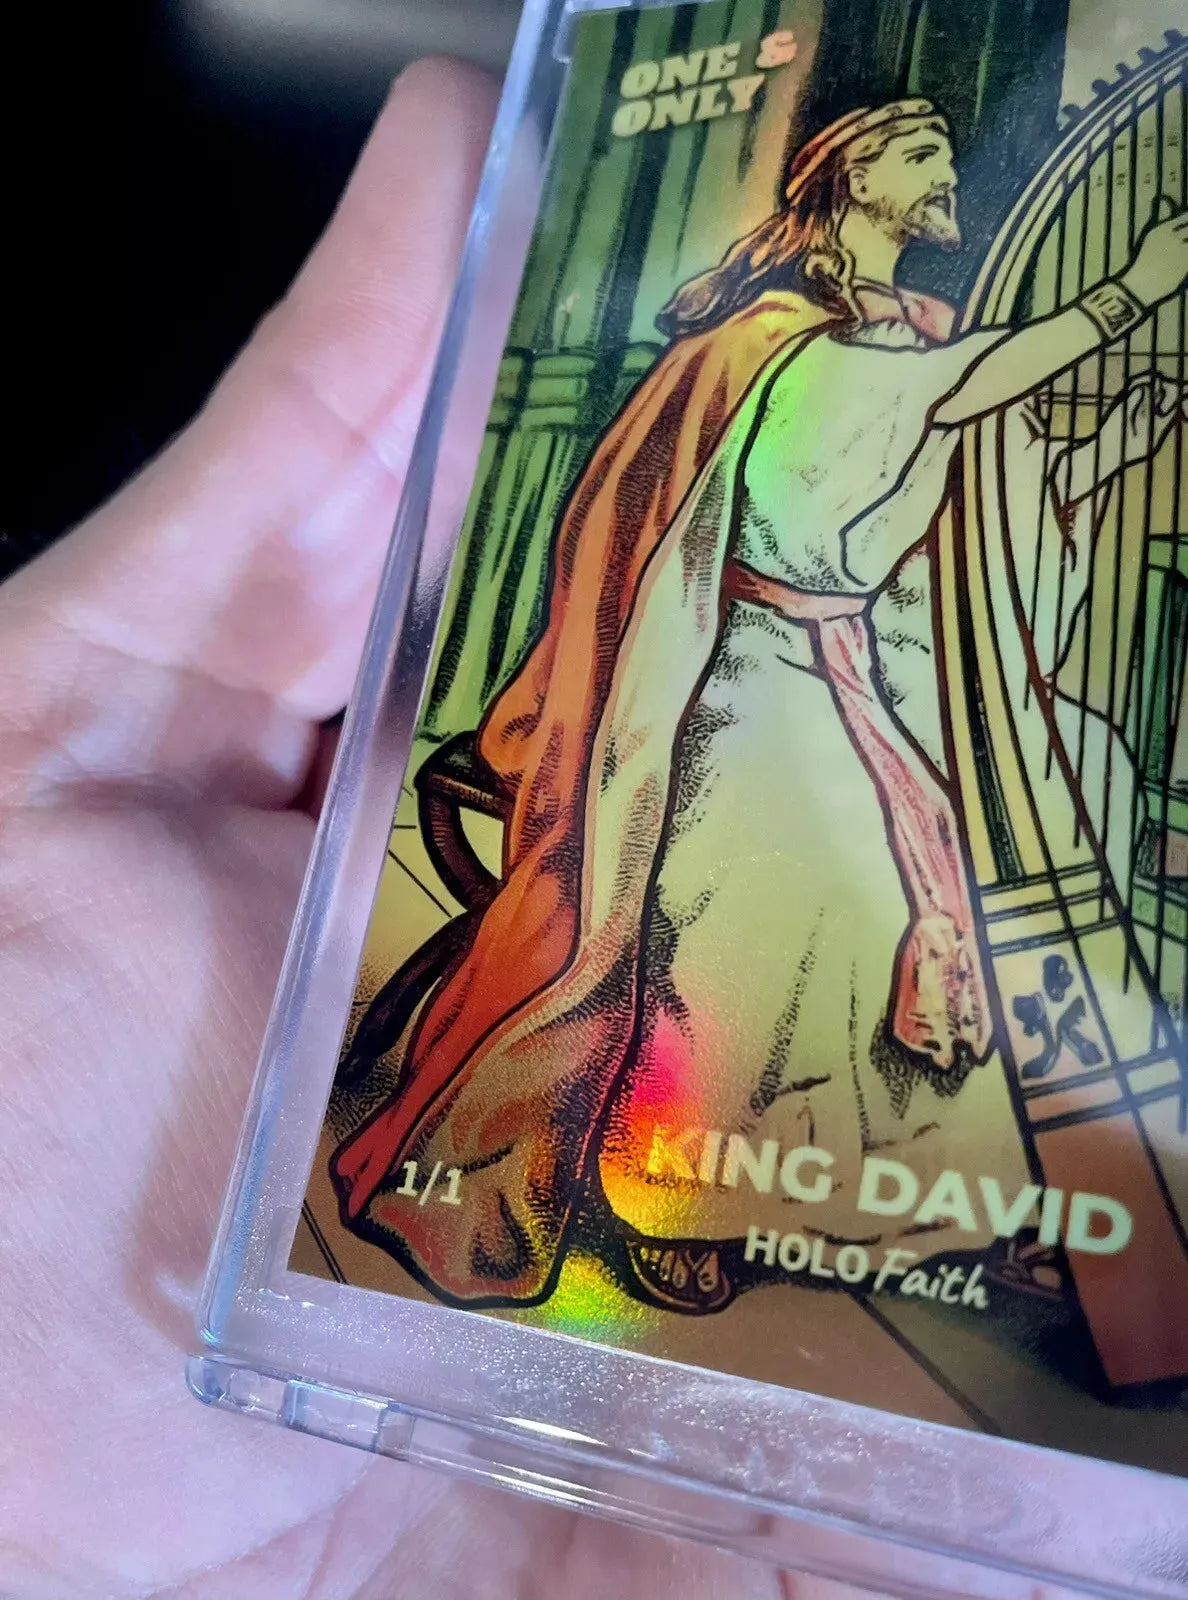 ONE &
ONLY
1/1
KING DAVID
HOLO Faith